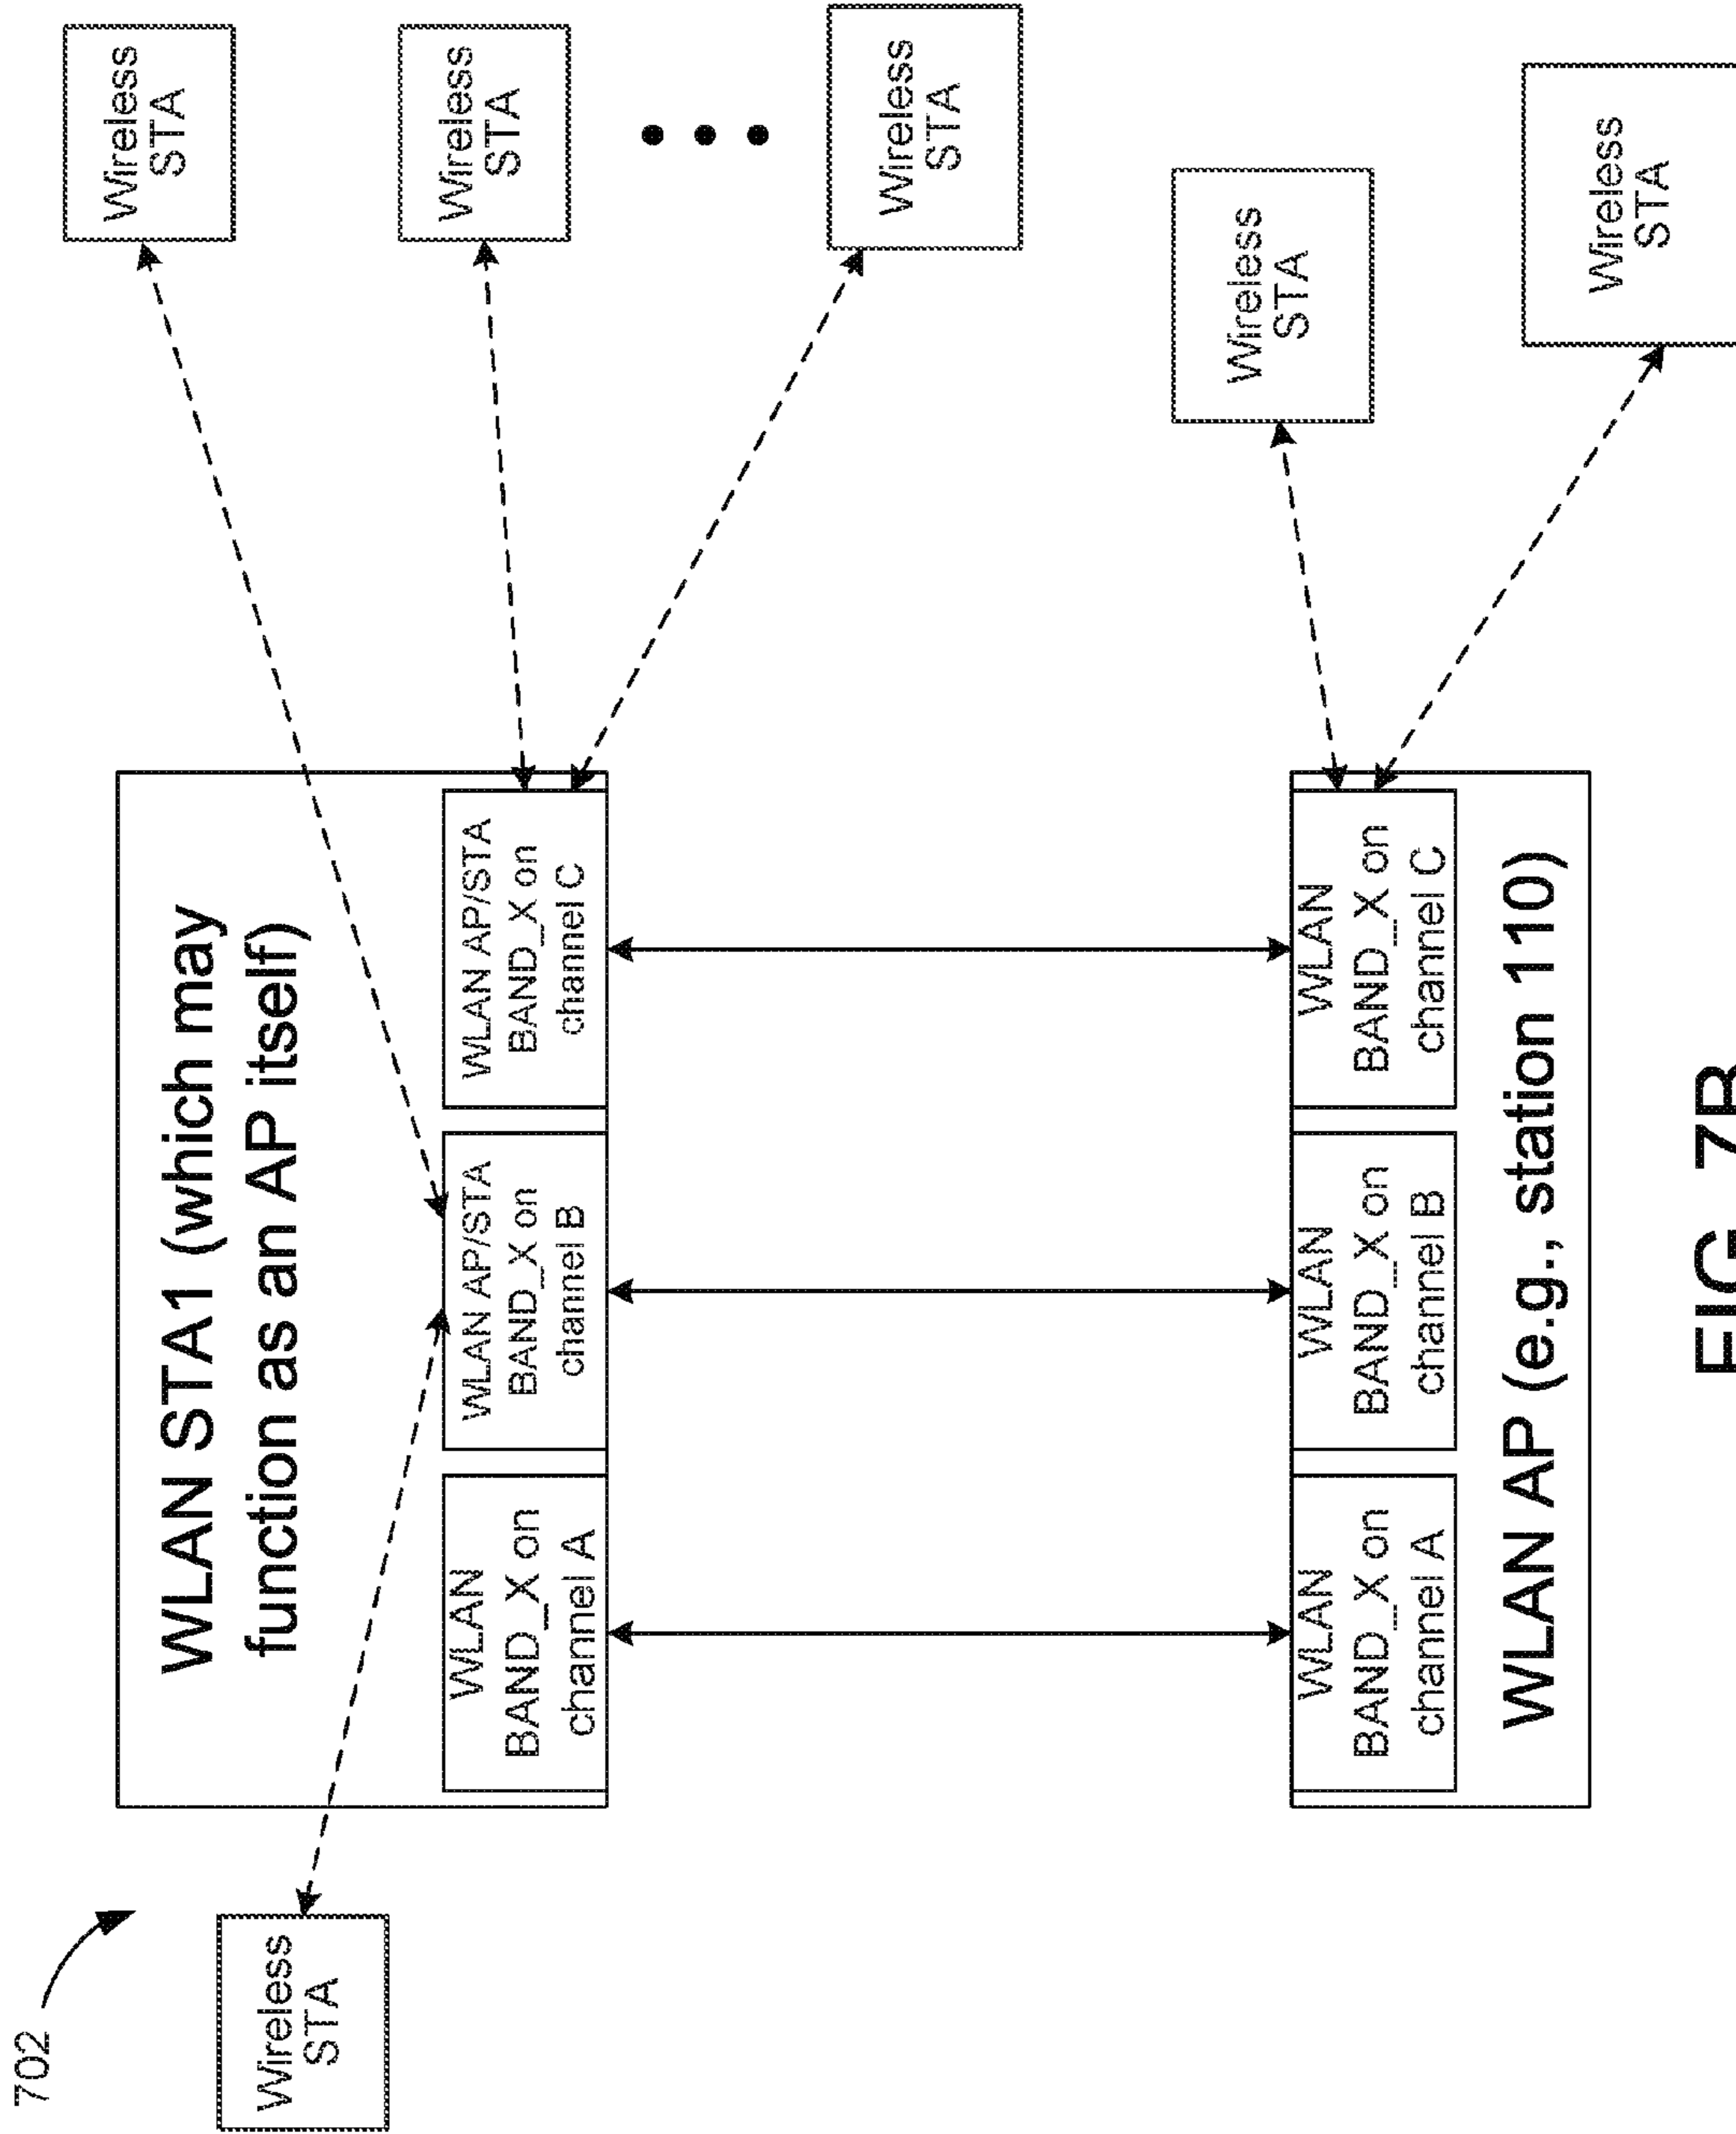 702
Wireless
STA
WLAN STA1 (which may
function as an AP itself)
WLAN
BAND_X on
channel A
WLAN AP/STA
BAND_X on
channel B
WLAN AP/STA
BAND_X on
channel C
Wireless
STA
Wireless
STA
Wireless
STA
WLAN
BAND_X on
channel A
WLAN
BAND_X on
channel B
WLAN
BAND_X on
channel C
WLAN AP (e.g., station 110)
Wireless
STA
Wireless
STA
FIG. 7B